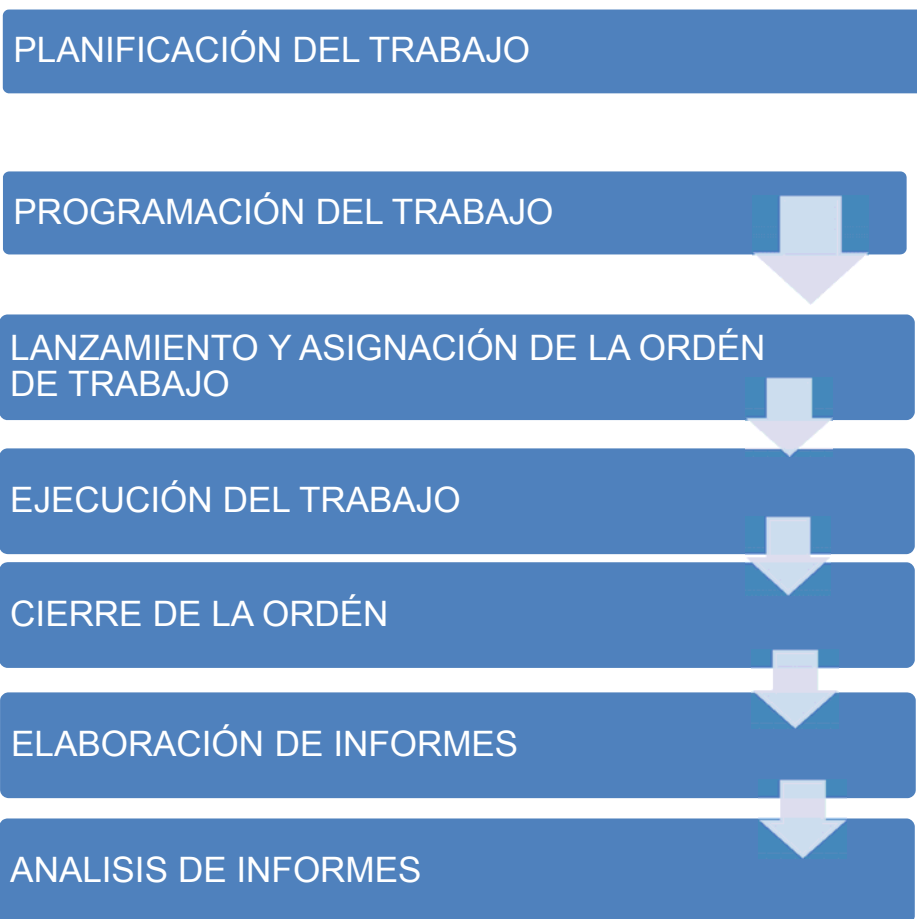 PLANIFICACIÓN DEL TRABAJO
PROGRAMACIÓN DEL TRABAJO
LANZAMIENTO Y ASIGNACIÓN DE LA ORDÉN
DE TRABAJO
EJECUCIÓN DEL TRABAJO
CIERRE DE LA ORDÉN
ELABORACIÓN DE INFORMES
ANALISIS DE INFORMES